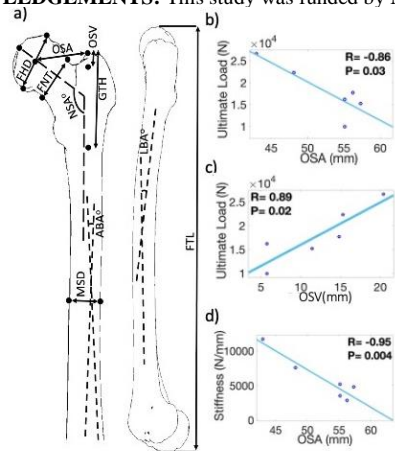 LEDGEMENTS: This study was funded by N
a)
OSA
OSV
FHD
FNT
NSA°
GTH
LBA°
ABA°
MSD
FTL
b)
x10⁴
R= -0.86
P= 0.03
Ultimate Load (N)
2.5
2
1.5
1
45 50 55 60
OSA (mm)
c)
x10⁴
R= 0.89
P= 0.02
Ultimate Load (N)
2.5
2
1.5
1
5 10 15 20
OSV(mm)
d)
R= -0.95
P= 0.004
Stiffness (N/mm)
10000
5000
0
45 50 55 60
OSA (mm)